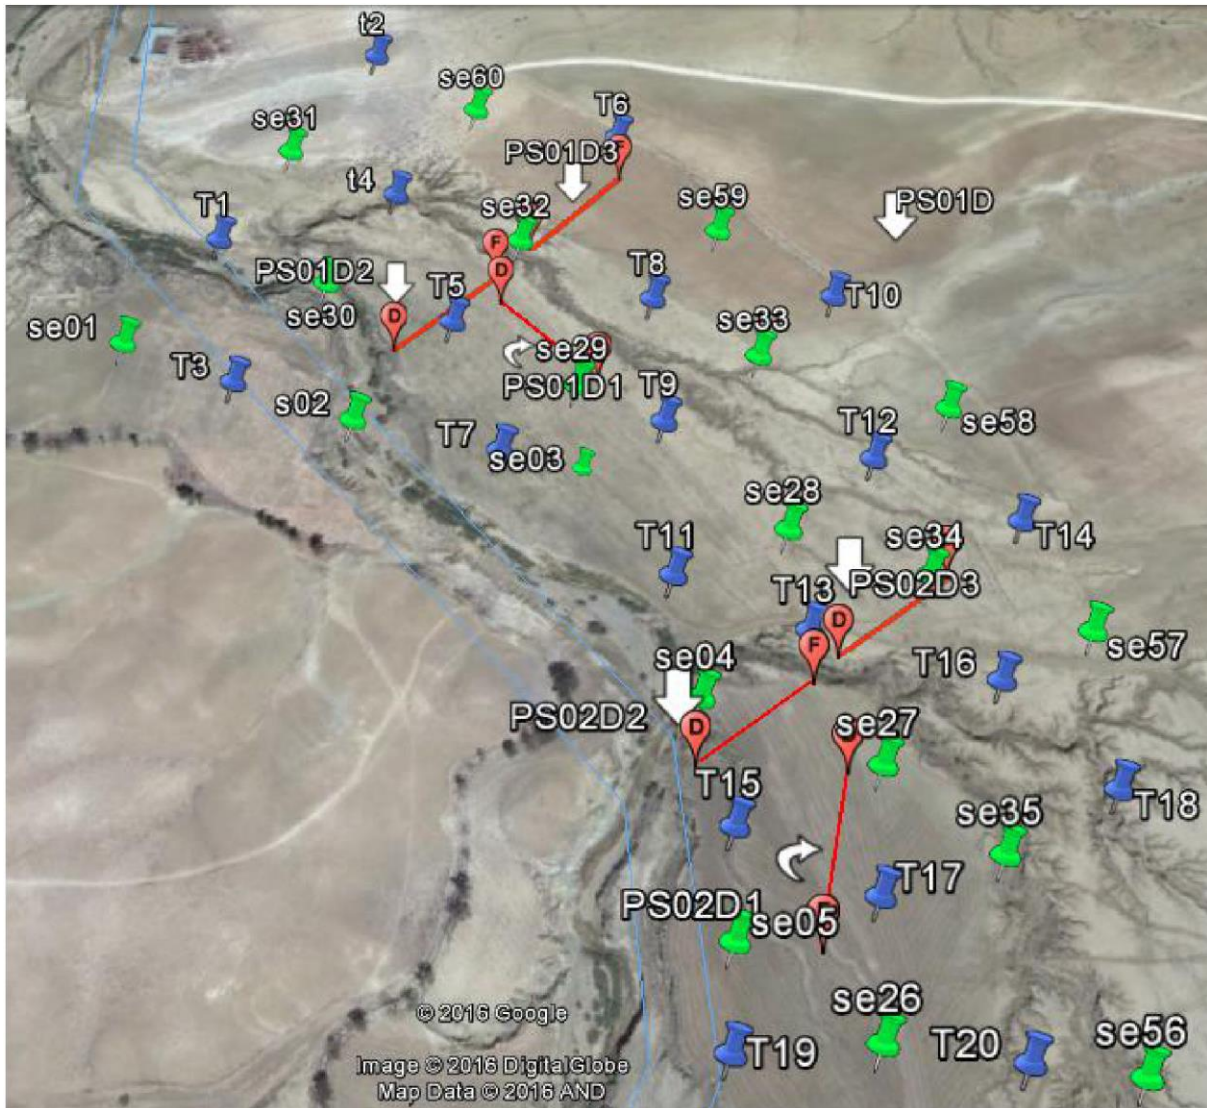 t2
se60
se31
T6
PS01D3
t4
T1
se32
se59
PS01D
F
PS01D2
T5
D
T8
T10
se30
D
se01
se33
se29
T3
PS01D1
T9
s02
se58
T7
T12
se03
se28
T11
se34
T14
T13
PS02D3
D
F
se57
se04
T16
PS02D2
D
se27
T15
T18
se35
T17
PS02D1
se05
se26
© 2016 Google
T19
T20
se56
Image © 2016 DigitalGlobe
Map Data © 2016 AND